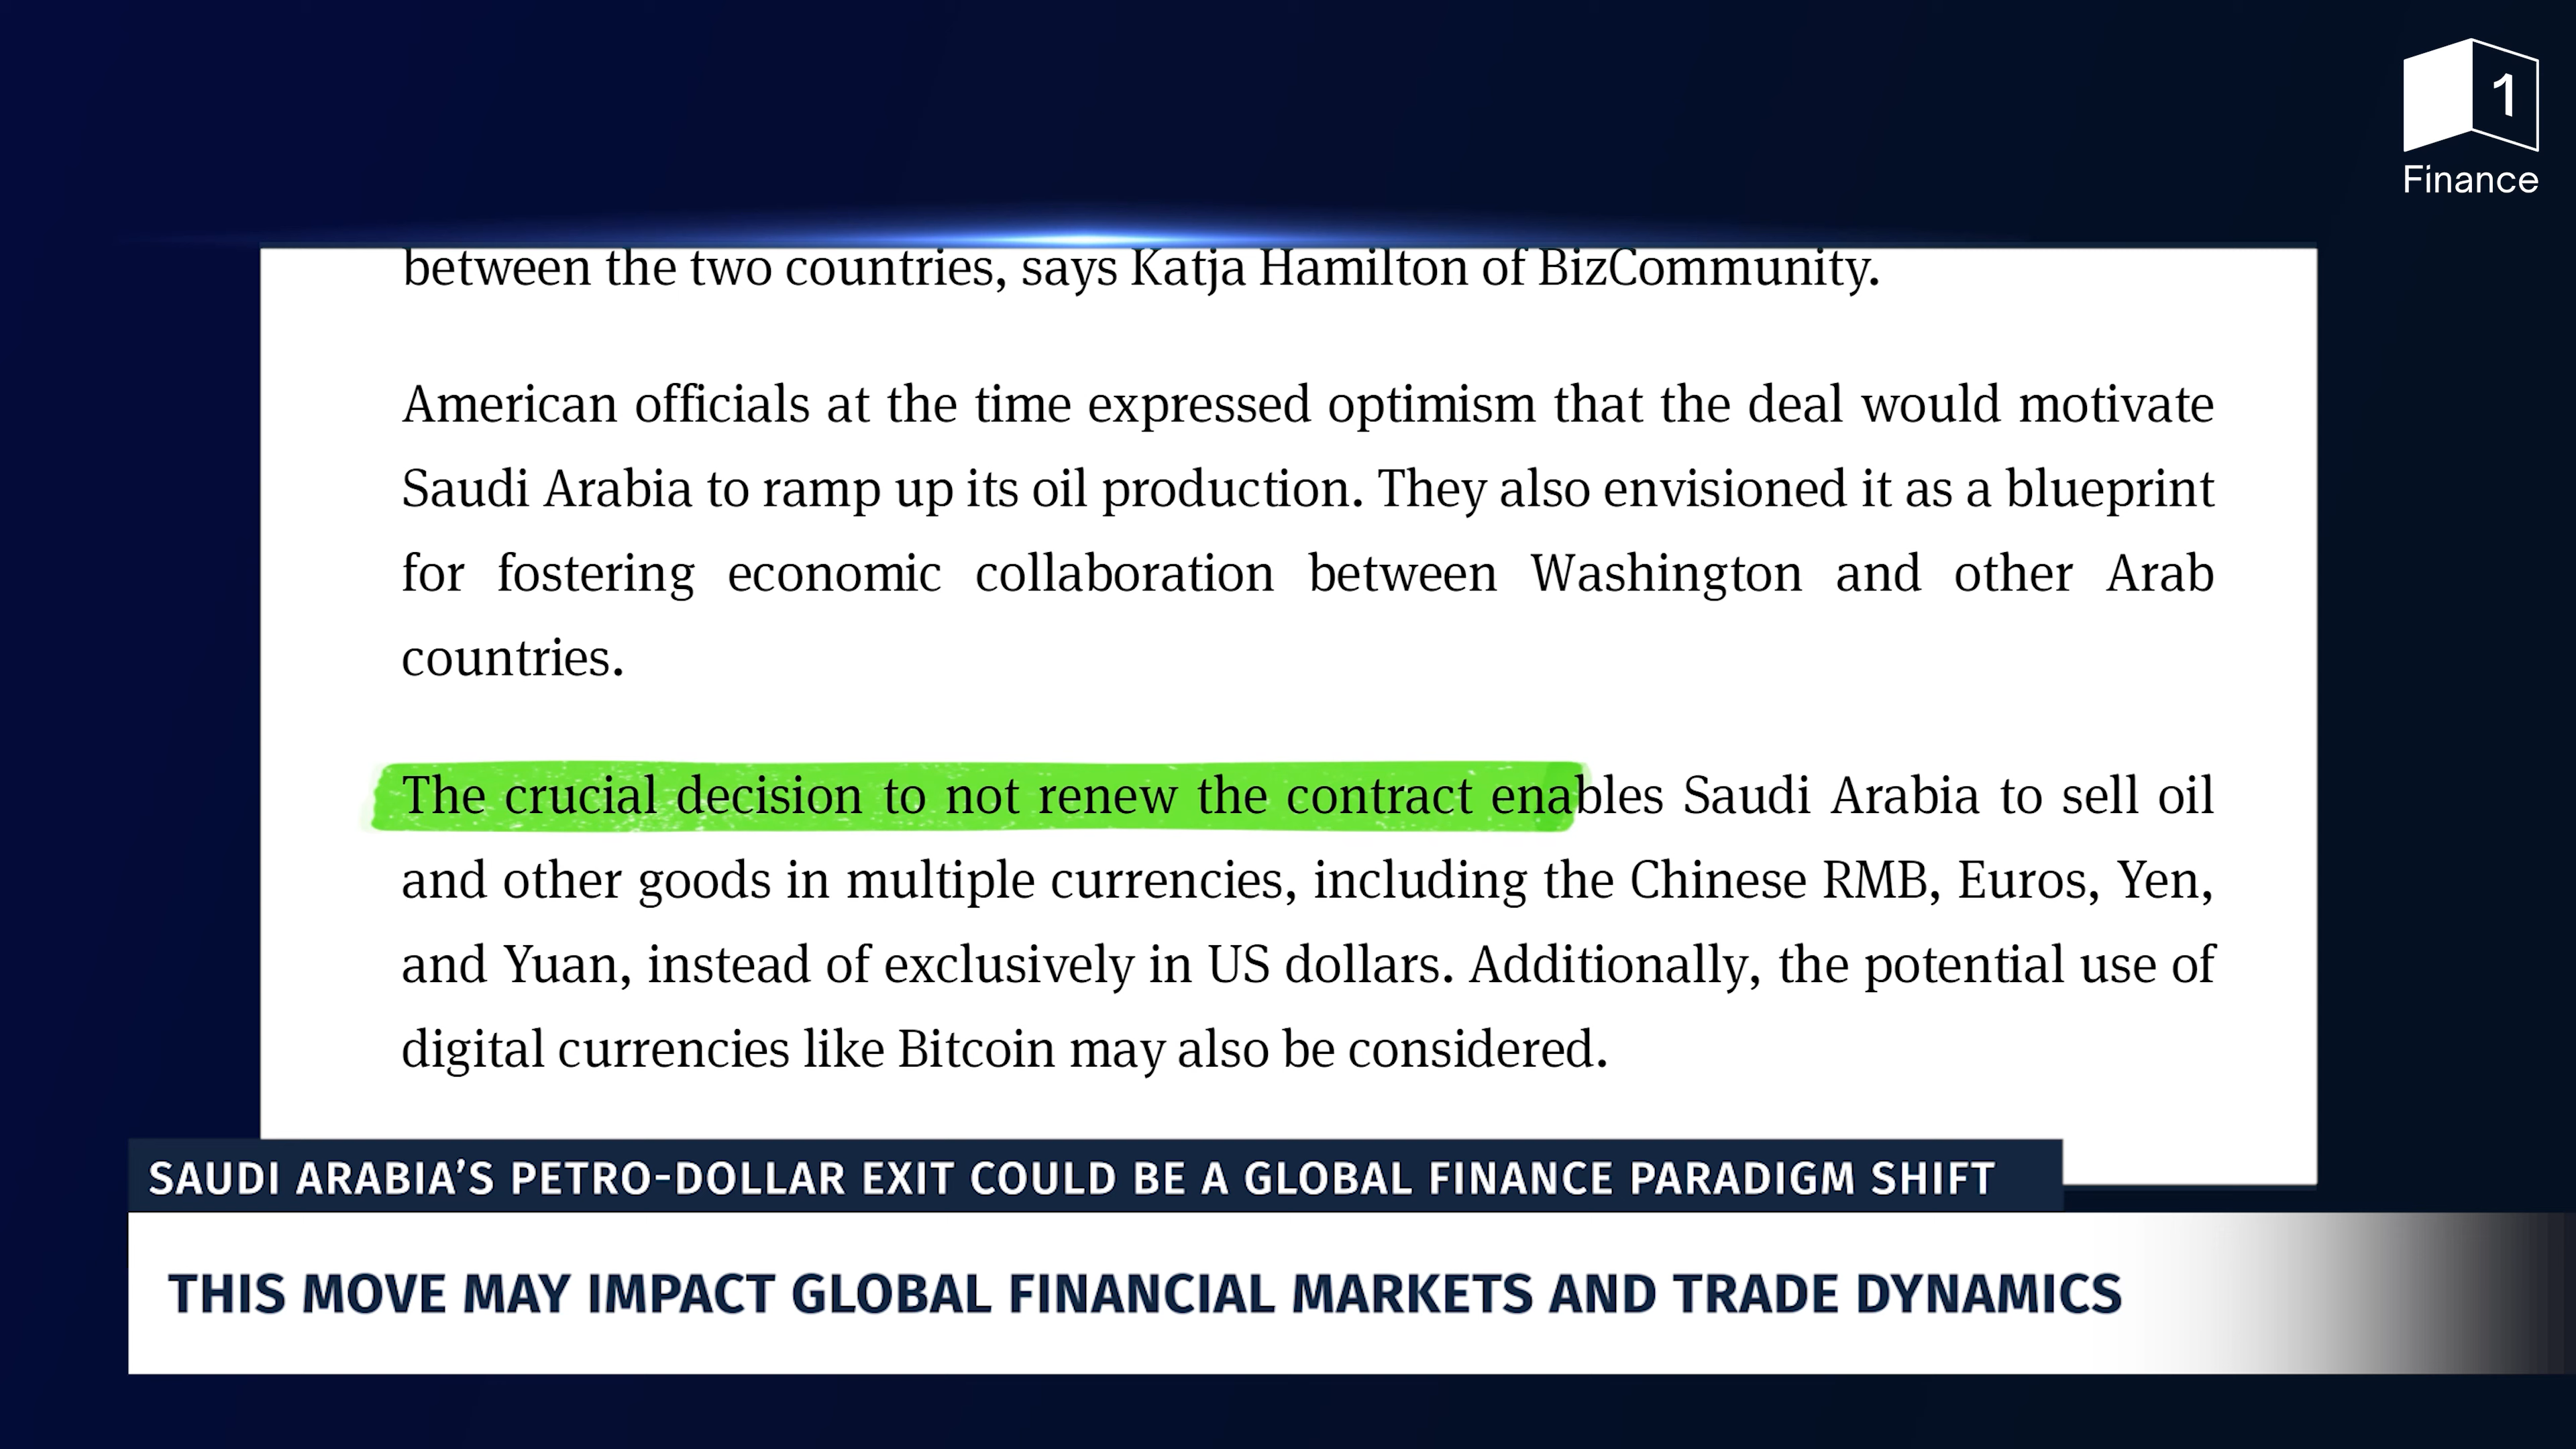 1
Finance
between the two countries, says Katja Hamilton of BizCommunity.
American officials at the time expressed optimism that the deal would motivate
Saudi Arabia to ramp up its oil production. They also envisioned it as a blueprint
for fostering economic collaboration between Washington and other Arab
countries.
The crucial decision to not renew the contract enables Saudi Arabia to sell oil
and other goods in multiple currencies, including the Chinese RMB, Euros, Yen,
and Yuan, instead of exclusively in US dollars. Additionally, the potential use of
digital currencies like Bitcoin may also be considered.
SAUDI ARABIA’S PETRO-DOLLAR EXIT COULD BE A GLOBAL FINANCE PARADIGM SHIFT
THIS MOVE MAY IMPACT GLOBAL FINANCIAL MARKETS AND TRADE DYNAMICS